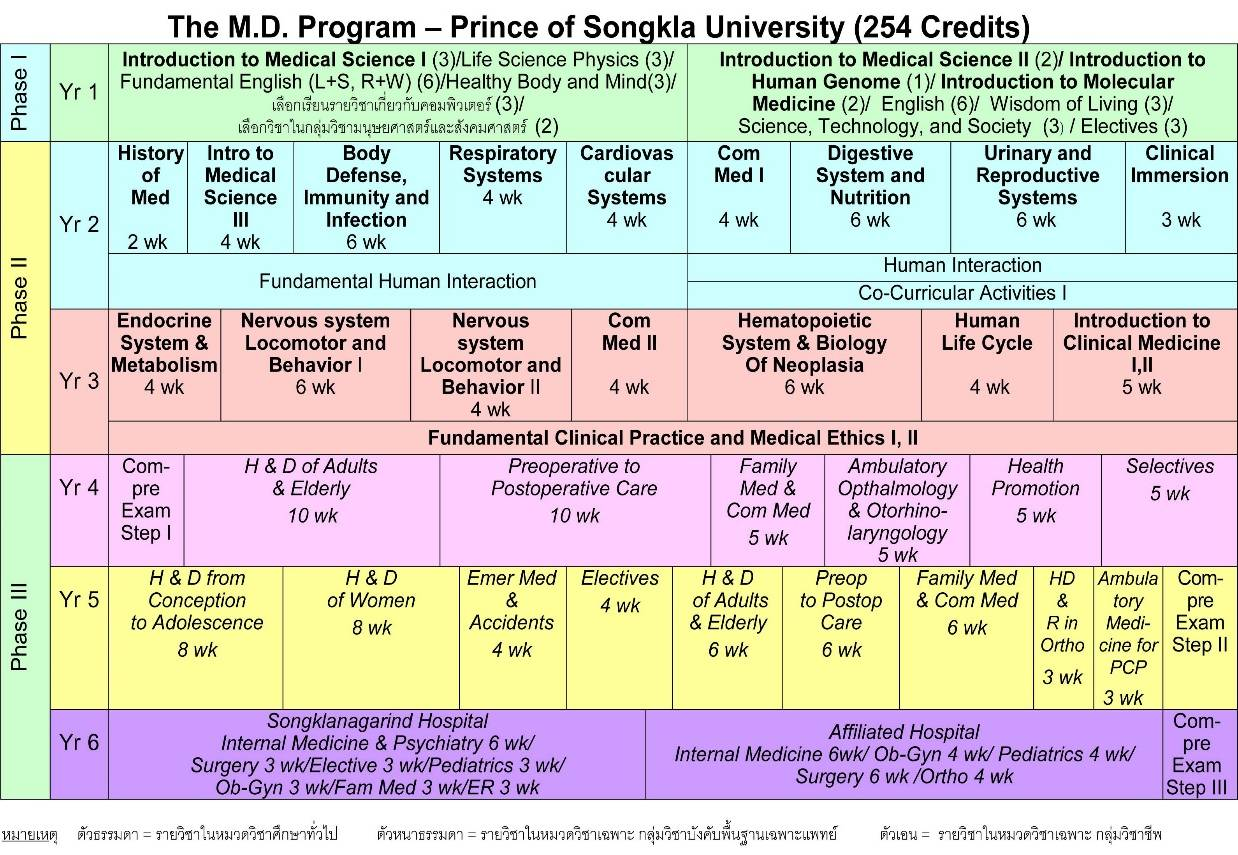 The M.D. Program – Prince of Songkla University (254 Credits)
Phase I
Yr 1
Introduction to Medical Science I (3)/Life Science Physics (3)/
Fundamental English (L+S, R+W) (6)/Healthy Body and Mind(3)/
เลือกเรียนรายวิชาเกี่ยวกับคอมพิวเตอร์ (3)/
เลือกวิชาในกลุ่มวิชามนุษยศาสตร์และสังคมศาสตร์ (2)
Introduction to Medical Science II (2)/ Introduction to
Human Genome (1)/ Introduction to Molecular
Medicine (2)/ English (6)/ Wisdom of Living (3)/
Science, Technology, and Society (3) / Electives (3)
Phase II
Yr 2
History
of
Med
2 wk
Intro to
Medical
Science
III
4 wk
Body
Defense,
Immunity and
Infection
6 wk
Respiratory
Systems
4 wk
Cardiovas
cular
Systems
4 wk
Com
Med I
4 wk
Digestive
System and
Nutrition
6 wk
Urinary and
Reproductive
Systems
6 wk
Clinical
Immersion
3 wk
Fundamental Human Interaction
Human Interaction
Co-Curricular Activities I
Yr 3
Endocrine
System &
Metabolism
4 wk
Nervous system
Locomotor and
Behavior I
6 wk
Nervous
system
Locomotor and
Behavior II
4 wk
Com
Med II
4 wk
Hematopoietic
System & Biology
Of Neoplasia
6 wk
Human
Life Cycle
4 wk
Introduction to
Clinical Medicine
I,II
5 wk
Fundamental Clinical Practice and Medical Ethics I, II
Phase III
Yr 4
Com-
pre
Exam
Step I
H & D of Adults
& Elderly
10 wk
Preoperative to
Postoperative Care
10 wk
Family
Med &
Com Med
5 wk
Ambulatory
Opthalmology
& Otorhino-
laryngology
5 wk
Health
Promotion
5 wk
Selectives
5 wk
Yr 5
H & D from
Conception
to Adolescence
8 wk
H & D
of Women
8 wk
Emer Med
&
Accidents
4 wk
Electives
4 wk
H & D
of Adults
& Elderly
6 wk
Preop
to Postop
Care
6 wk
Family Med
& Com Med
6 wk
HD
&
R in
Ortho
3 wk
Ambula
tory
Medi-
cine for
PCP
3 wk
Com-
pre
Exam
Step II
Yr 6
Songklanagarind Hospital
Internal Medicine & Psychiatry 6 wk/
Surgery 3 wk/Elective 3 wk/Pediatrics 3 wk/
Ob-Gyn 3 wk/Fam Med 3 wk/ER 3 wk
Affiliated Hospital
Internal Medicine 6wk/ Ob-Gyn 4 wk/ Pediatrics 4 wk/
Surgery 6 wk /Ortho 4 wk
Com-
pre
Exam
Step III
หมายเหตุ ตัวธรรมดา = รายวิชาในหมวดวิชาศึกษาทั่วไป ตัวหนาธรรมดา = รายวิชาในหมวดวิชาเฉพาะ กลุ่มวิชาบังคับพื้นฐานเฉพาะแพทย์ ตัวเอน = รายวิชาในหมวดวิชาเฉพาะ กลุ่มวิชาชีพ